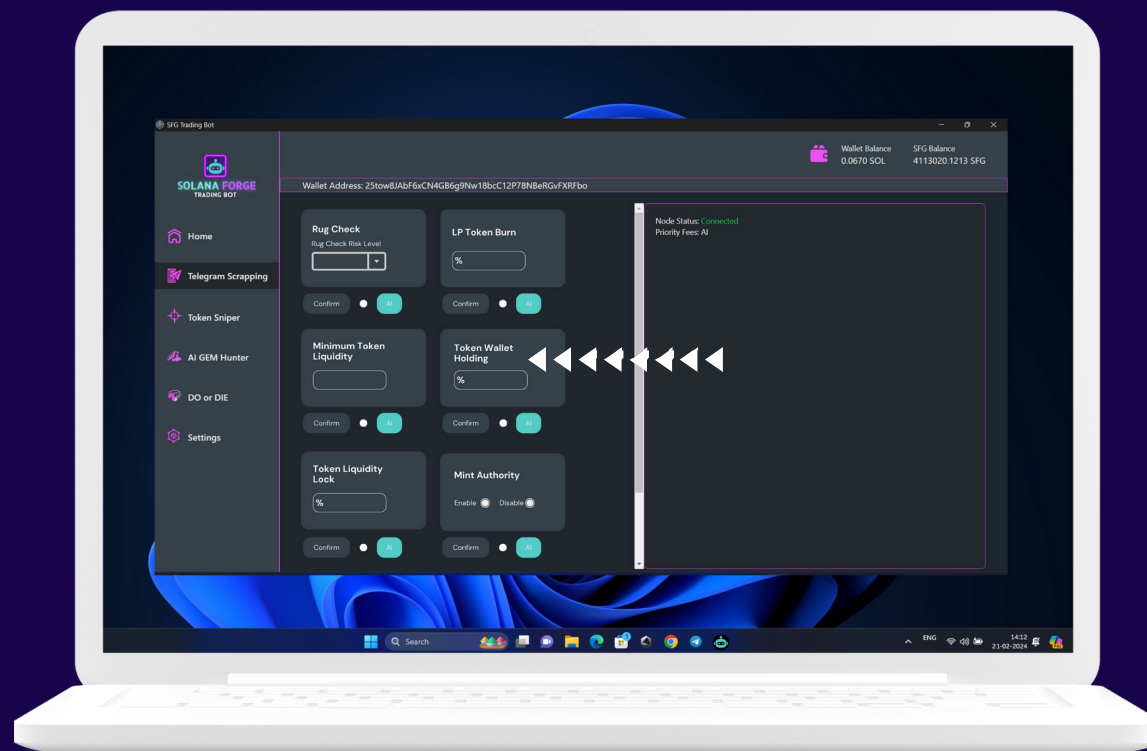 SFG Trading Bot
SOLANA FORGE
TRADING BOT
Wallet Balance
0.0670 SOL
SFG Balance
4113020.1213 SFG
Wallet Address: 25tow8JAbF6xCN4GB6g9Nw18bcC12P78NBeRGvFXRFbo
Home
Telegram Scrapping
Token Sniper
AI GEM Hunter
DO or DIE
Settings
Rug Check
Rug Check Risk Level
Confirm
AI
LP Token Burn
%
Confirm
AI
Minimum Token
Liquidity
Confirm
AI
Token Wallet
Holding
%
Confirm
AI
Token Liquidity
Lock
%
Confirm
AI
Mint Authority
Enable Disable
Confirm
AI
Node Status: Connected
Priority Fees: AI
Search
ENG
14:12
21-02-2024